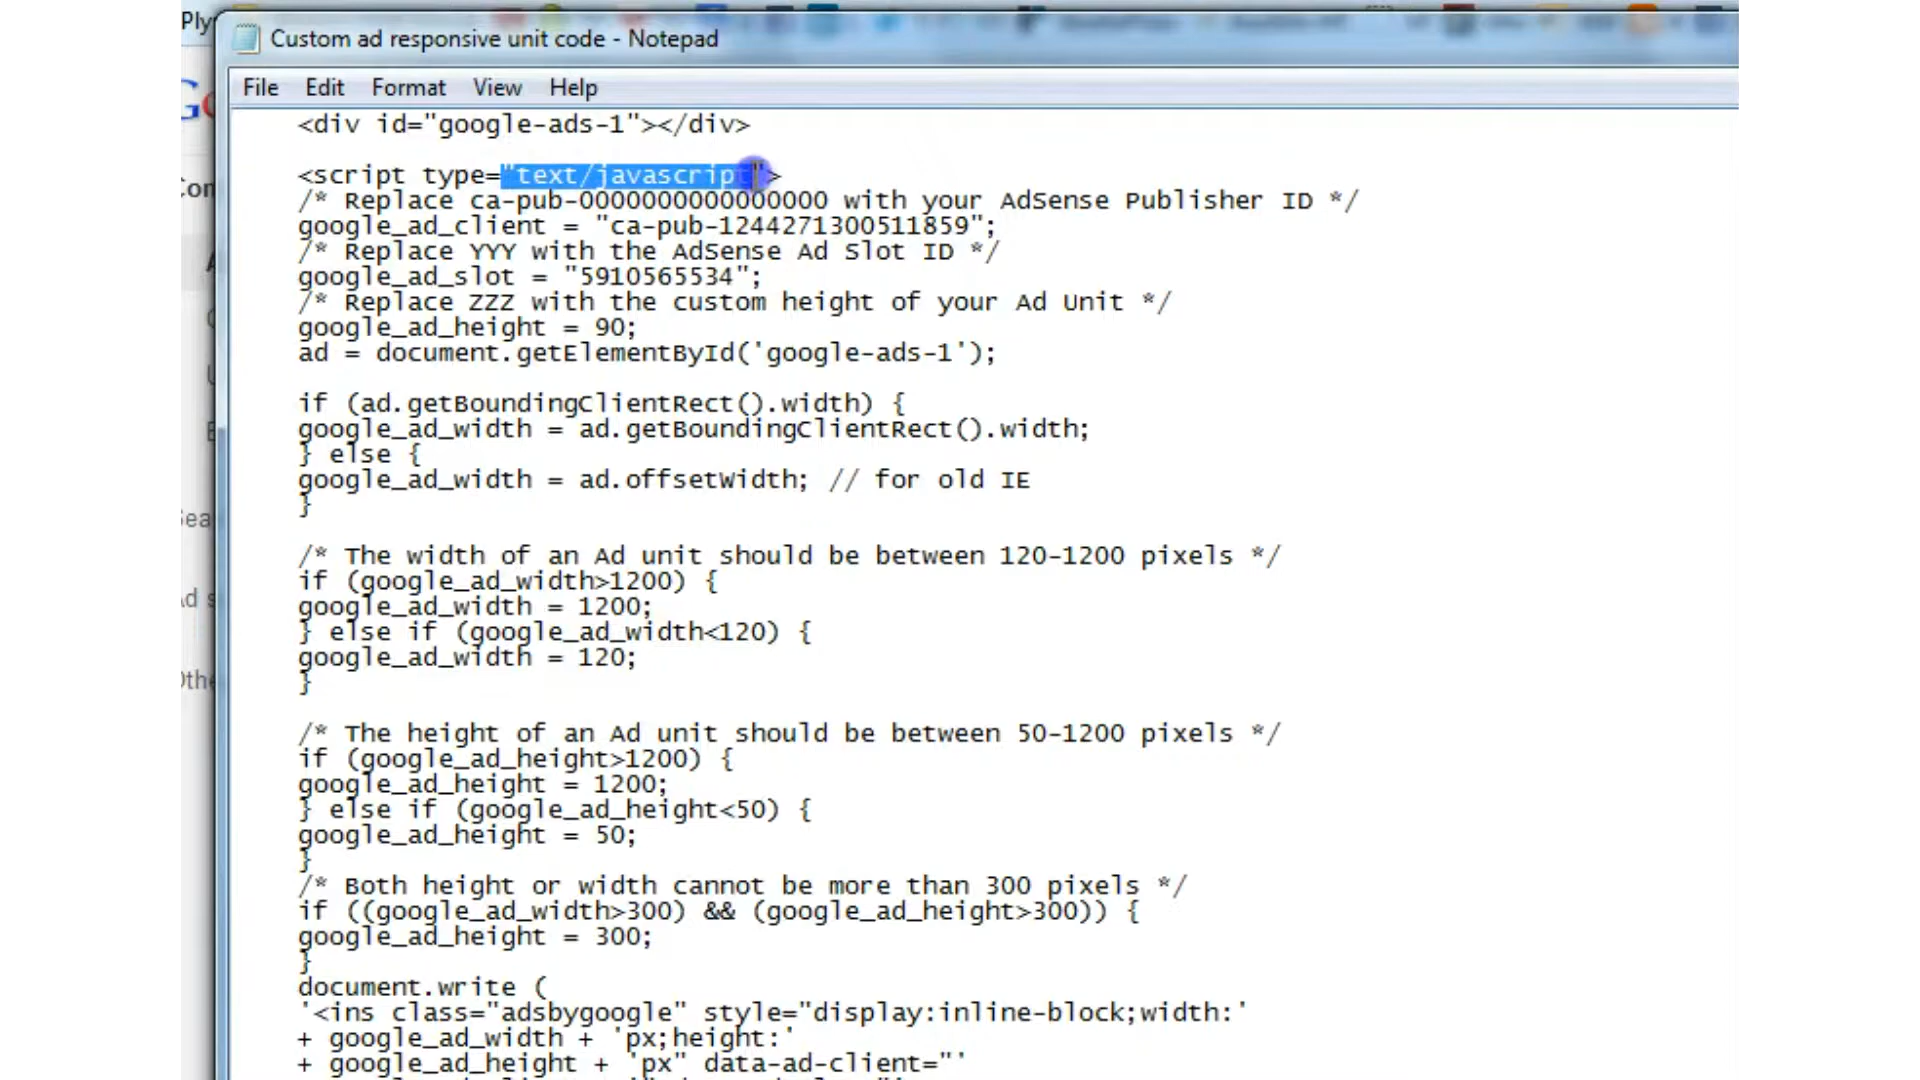 Ply
Custom ad responsive unit code - Notepad
File Edit Format View Help
<div id="google-ads-1"></div>
<script type="text/javascript">
/* Replace ca-pub-0000000000000000 with your AdSense Publisher ID */
google_ad_client = "ca-pub-1244271300511859";
/* Replace YYY with the AdSense Ad Slot ID */
google_ad_slot = "5910565534";
/* Replace ZZZ with the custom height of your Ad Unit */
google_ad_height = 90;
ad = document.getElementById('google-ads-1');
if (ad.getBoundingClientRect().width) {
google_ad_width = ad.getBoundingClientRect().width;
} else {
google_ad_width = ad.offsetWidth; // for old IE
}
/* The width of an Ad unit should be between 120-1200 pixels */
if (google_ad_width>1200) {
google_ad_width = 1200;
} else if (google_ad_width<120) {
google_ad_width = 120;
}
/* The height of an Ad unit should be between 50-1200 pixels */
if (google_ad_height>1200) {
google_ad_height = 1200;
} else if (google_ad_height<50) {
google_ad_height = 50;
}
/* Both height or width cannot be more than 300 pixels */
if ((google_ad_width>300) && (google_ad_height>300)) {
google_ad_height = 300;
}
document.write (
'<ins class="adsbygoogle" style="display:inline-block;width:'
+ google_ad_width + 'px;height:'
+ google_ad_height + 'px" data-ad-client="'